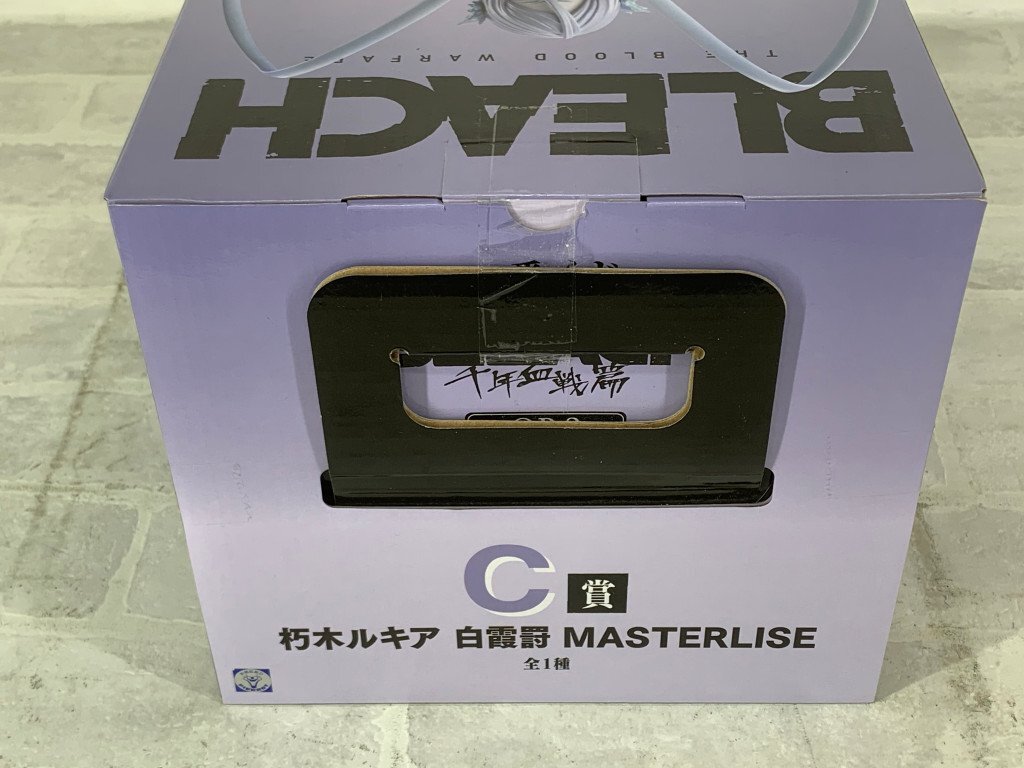 THE BLOOD WARFARE
BLEACH
千年血戦篇
C賞
朽木ルキア 白霞罸 MASTERLISE
全1種